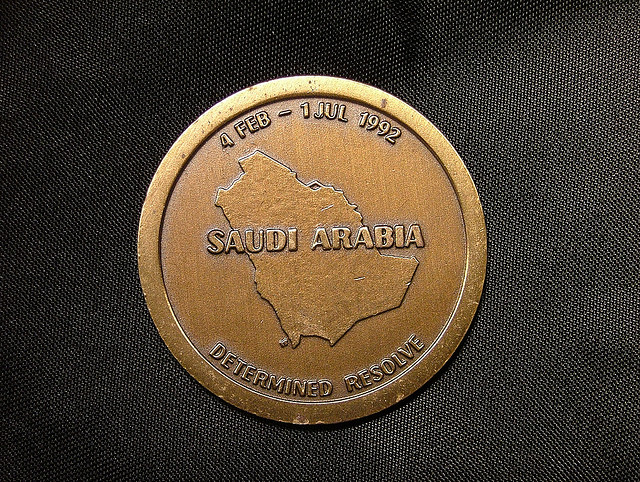 4 FEB - 1 JUL 1992
SAUDI ARABIA
DETERMINED RESOLVE